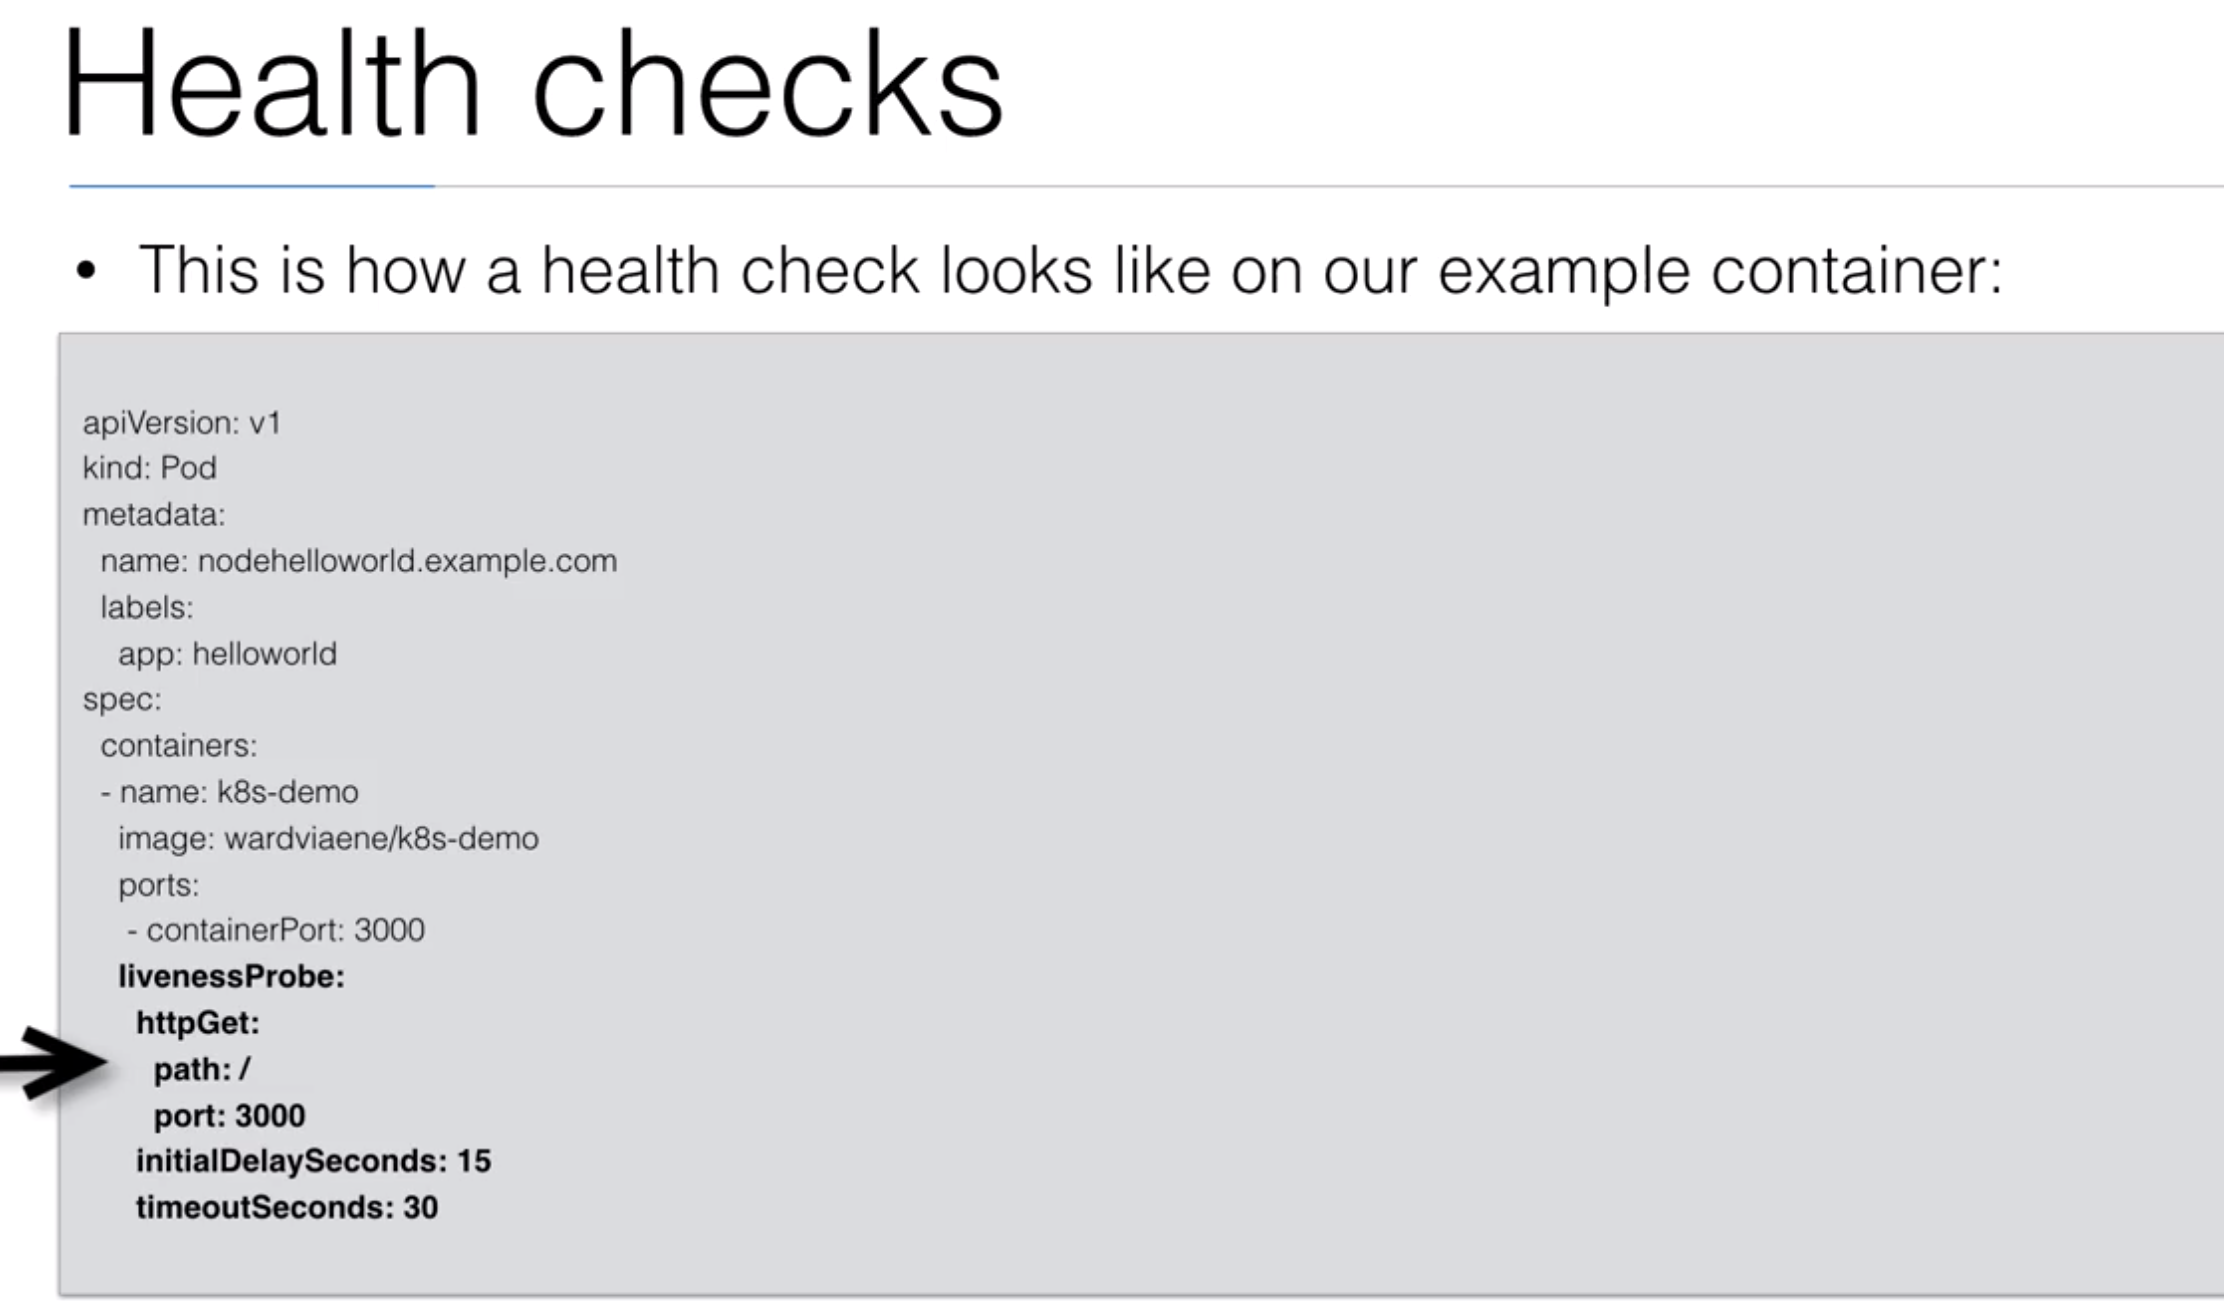 Health checks
• This is how a health check looks like on our example container:
apiVersion: v1
kind: Pod
metadata:
  name: nodehelloworld.example.com
  labels:
    app: helloworld
spec:
  containers:
  - name: k8s-demo
    image: wardviaene/k8s-demo
    ports:
     - containerPort: 3000
    livenessProbe:
      httpGet:
        path: /
        port: 3000
      initialDelaySeconds: 15
      timeoutSeconds: 30